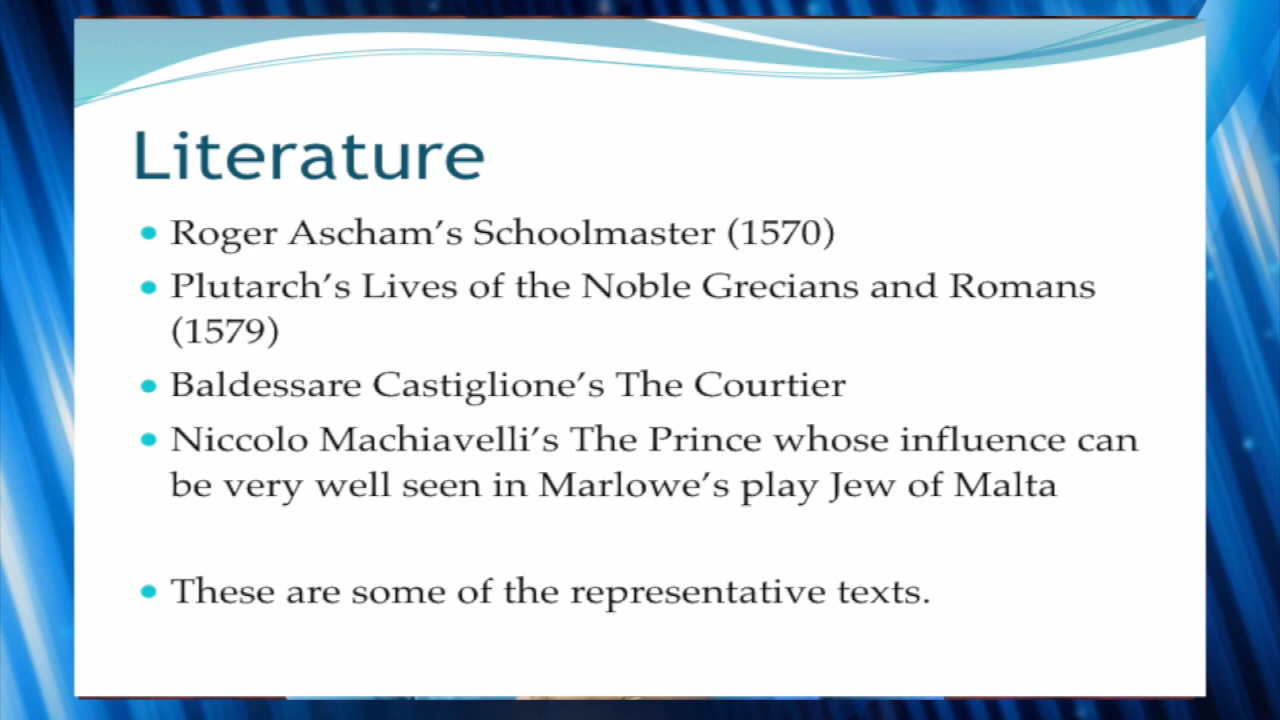 Literature
Roger Ascham’s Schoolmaster (1570)
Plutarch’s Lives of the Noble Grecians and Romans
(1579)
Baldessare Castiglione’s The Courtier
Niccolo Machiavelli’s The Prince whose influence can
be very well seen in Marlowe’s play Jew of Malta
These are some of the representative texts.